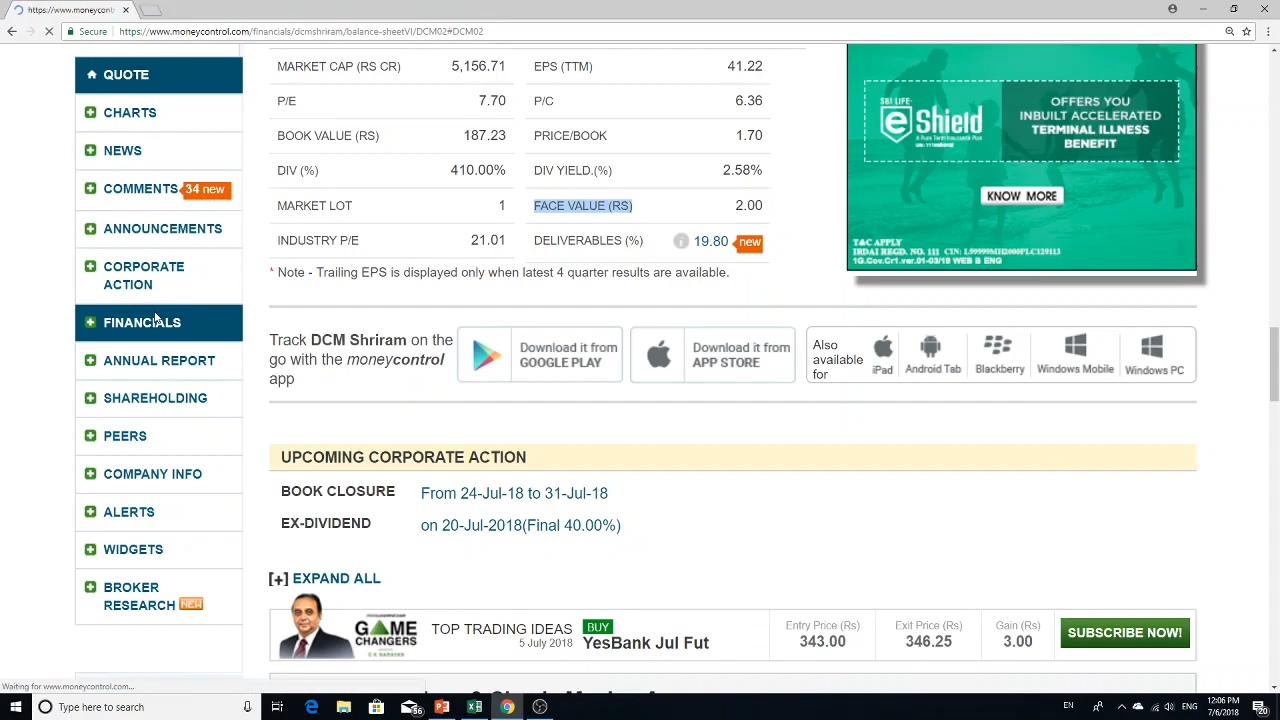 https://www.moneycontrol.
Secure
https://www.moneycontrol.com/financials/dcmshriram/balance-sheetVI/DCM02#DCM02
QUOTE
CHARTS
NEWS
COMMENTS 34 new
ANNOUNCEMENTS
CORPORATE
ACTION
FINANCIALS
ANNUAL REPORT
SHAREHOLDING
PEERS
COMPANY INFO
ALERTS
WIDGETS
BROKER
RESEARCH NEW
MARKET CAP (RS CR) 5,156.71 EPS (TTM) 41.22
P/E 7.70 P/C 6.36
BOOK VALUE (RS) 187.23 PRICE/BOOK 1.70
DIV (%) 410.00% DIV YIELD.(%) 2.58%
MARKET LOT 1 FACE VALUE (RS) 2.00
INDUSTRY P/E 21.01 DELIVERABLES (%) i 19.80 new
* Note - Trailing EPS is displayed only when latest 4 quarter results are available.
SBI LIFE
eShield
OFFERS YOU
INBUILT ACCELERATED
TERMINAL ILLNESS
BENEFIT
KNOW MORE
T&C APPLY
Track DCM Shriram on the
go with the moneycontrol
app
Download it from
GOOGLE PLAY
Download it from
APP STORE
Also
available
for
iPad
Android Tab
Blackberry
Windows Mobile
Windows PC
UPCOMING CORPORATE ACTION
BOOK CLOSURE From 24-Jul-18 to 31-Jul-18
EX-DIVIDEND on 20-Jul-2018(Final 40.00%)
[+] EXPAND ALL
GAME
CHANGERS
TOP TRADING IDEAS
5 July 2018
BUY
YesBank Jul Fut
Entry Price (Rs)
343.00
Exit Price (Rs)
346.25
Gain (Rs)
3.00
SUBSCRIBE NOW!
Waiting for www.moneycontrol.com...
Type here to search
56
EN
ENG
12:06 PM
7/6/2018
20